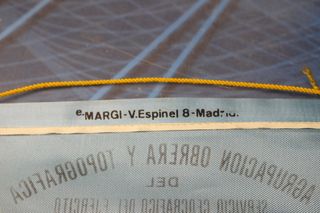 e. MARGI-V.Espinel 8-Madrid.
AGRUPACION OBRERA Y TOPOGRAFICA
DEL
SERVICIO GEOGRAFICO DEL EJERCITO